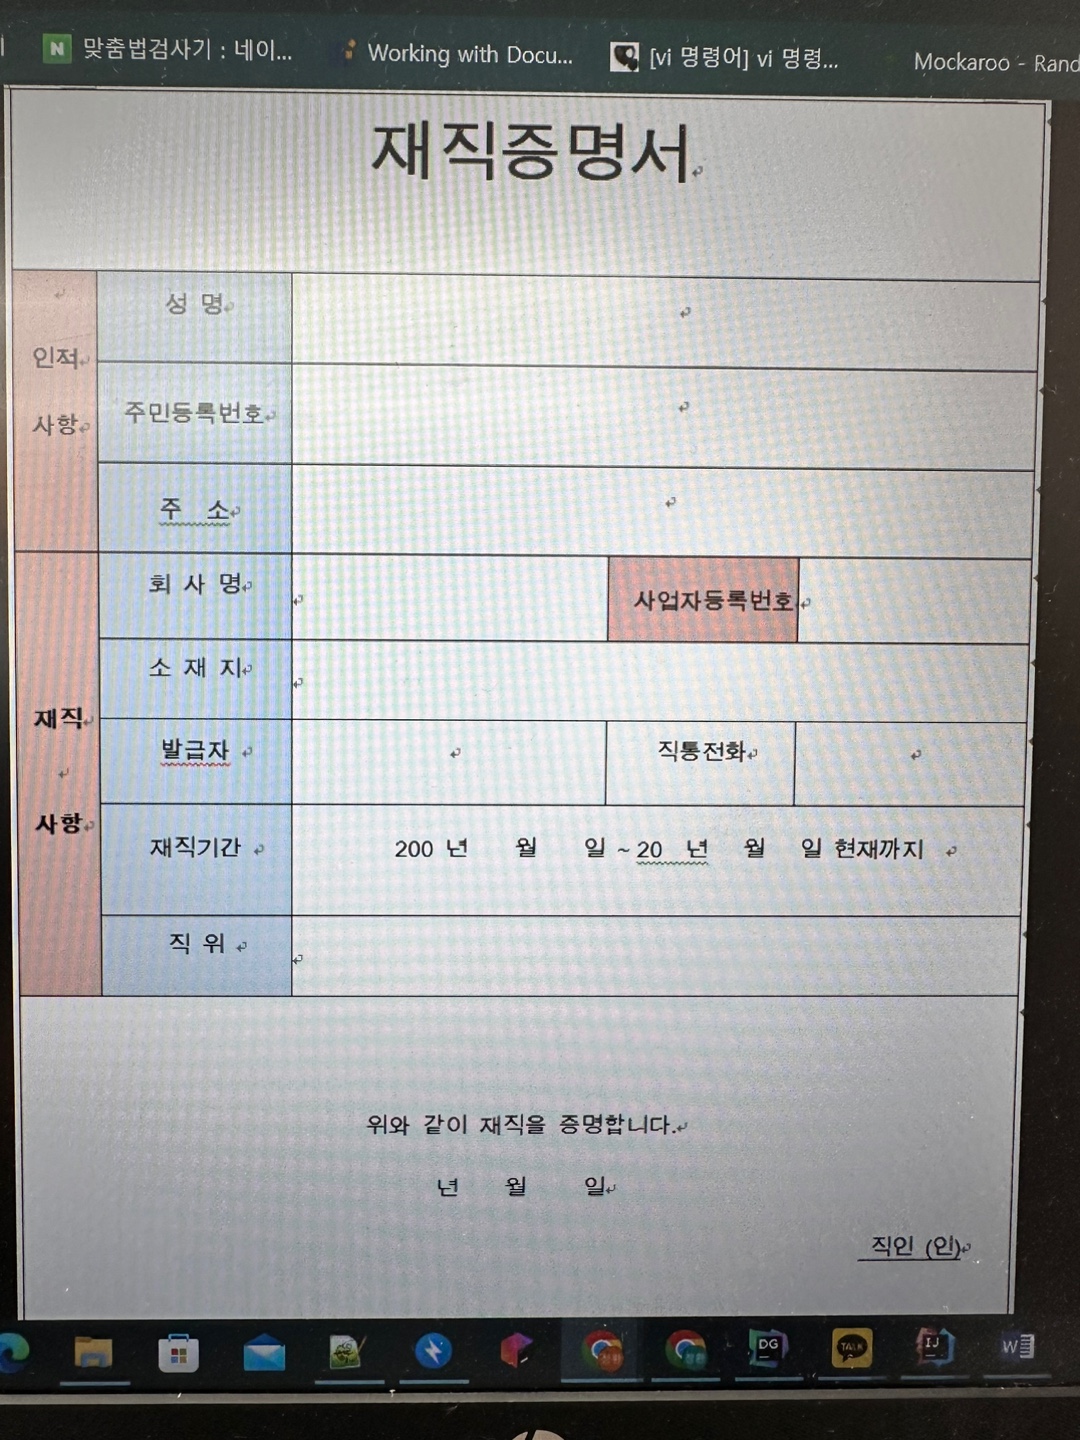 맞춤법검사기 : 네이...
Working with Docu...
[vi 명령어] vi 명령...
Mockaroo - Rand
재직증명서
인적
사항
성 명
주민등록번호
주 소
재직
사항
회 사 명
사업자등록번호
소 재 지
발급자
직통전화
재직기간
200 년 월 일 ~ 20 년 월 일 현재까지
직 위
위와 같이 재직을 증명합니다.
년 월 일
직인 (인)
DG
TALK
IJ
W